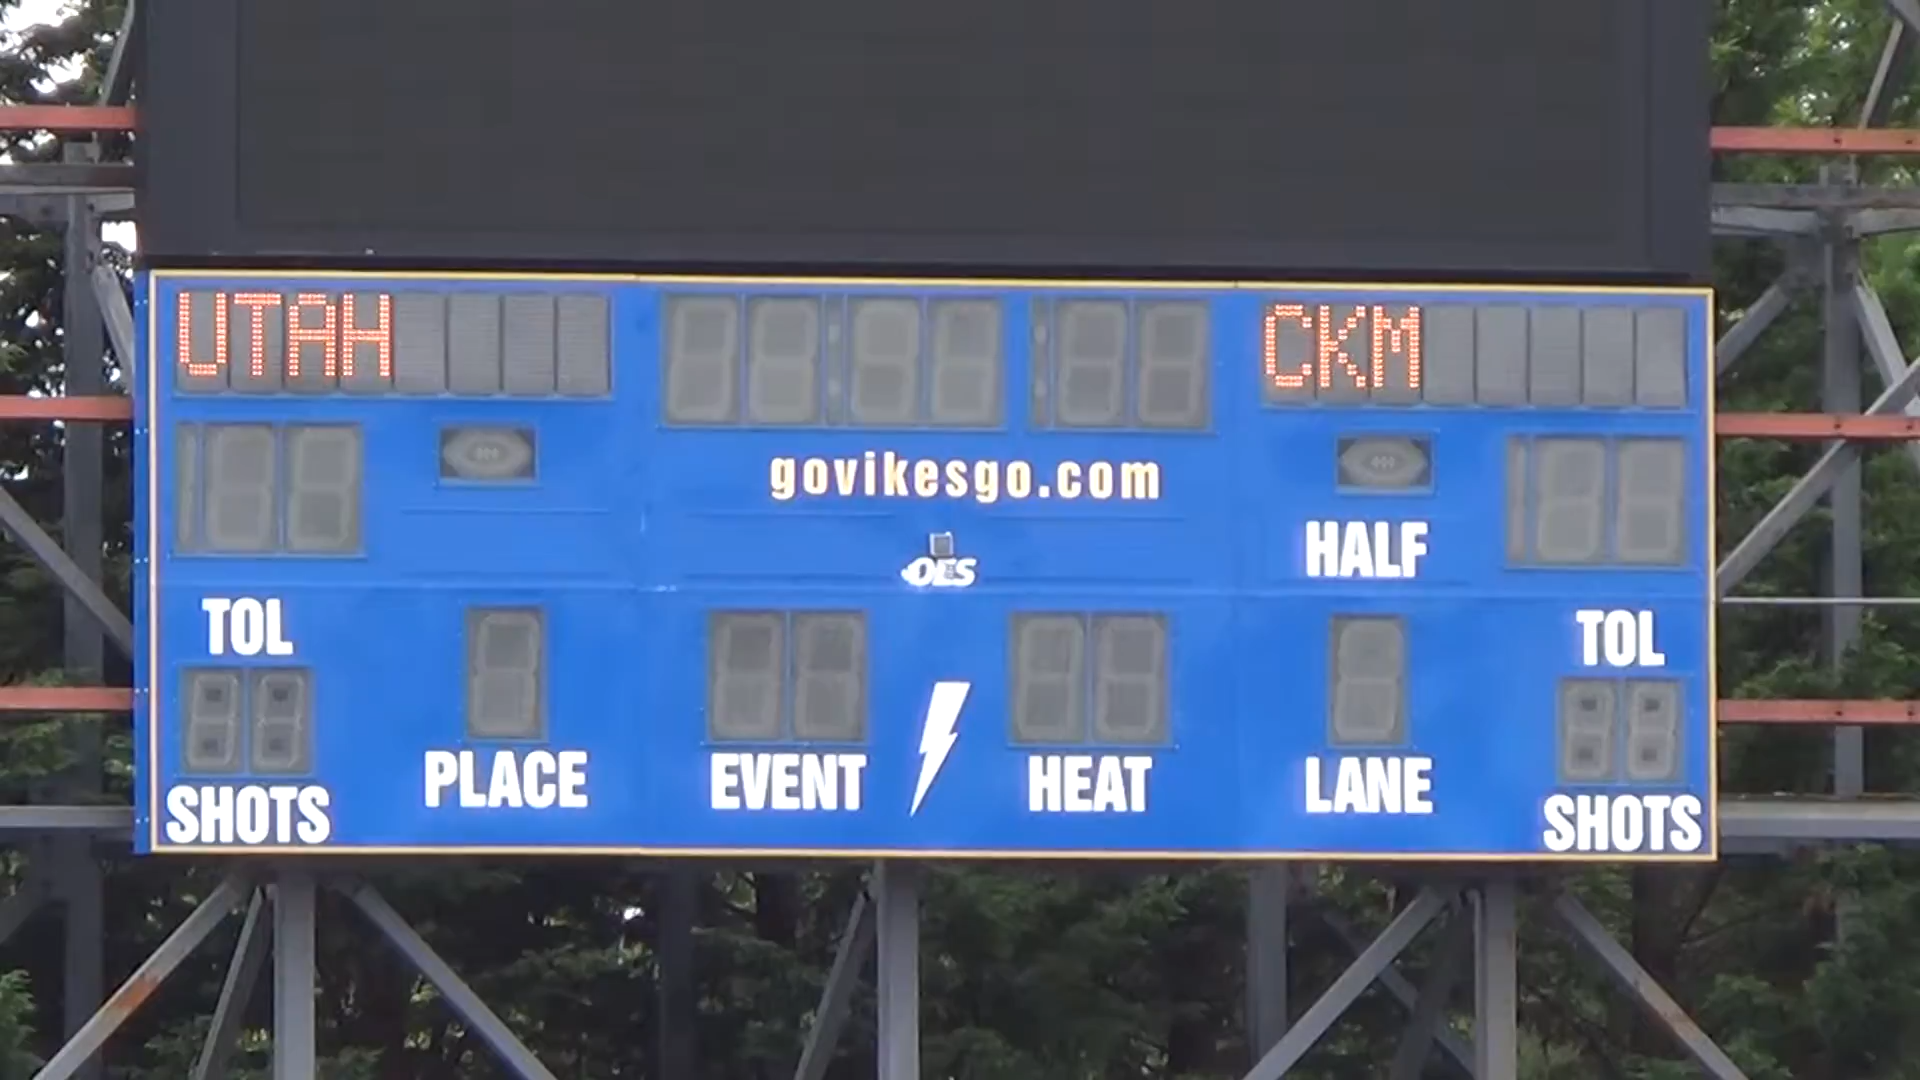 UTAH CKM
govikesgo.com
OES
HALF
TOL TOL
PLACE EVENT HEAT LANE
SHOTS SHOTS